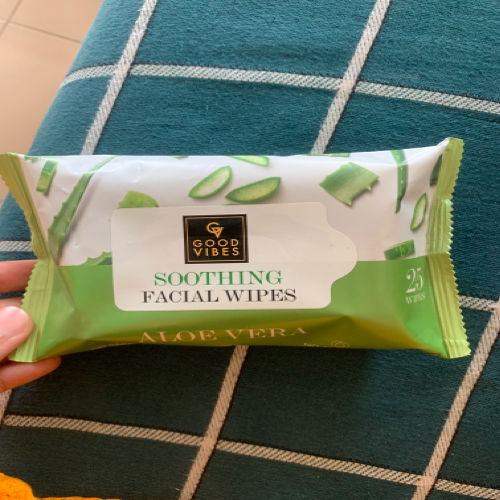 GV
GOOD
VIBES
SOOTHING
FACIAL WIPES
25
WIPES
ALOE VERA